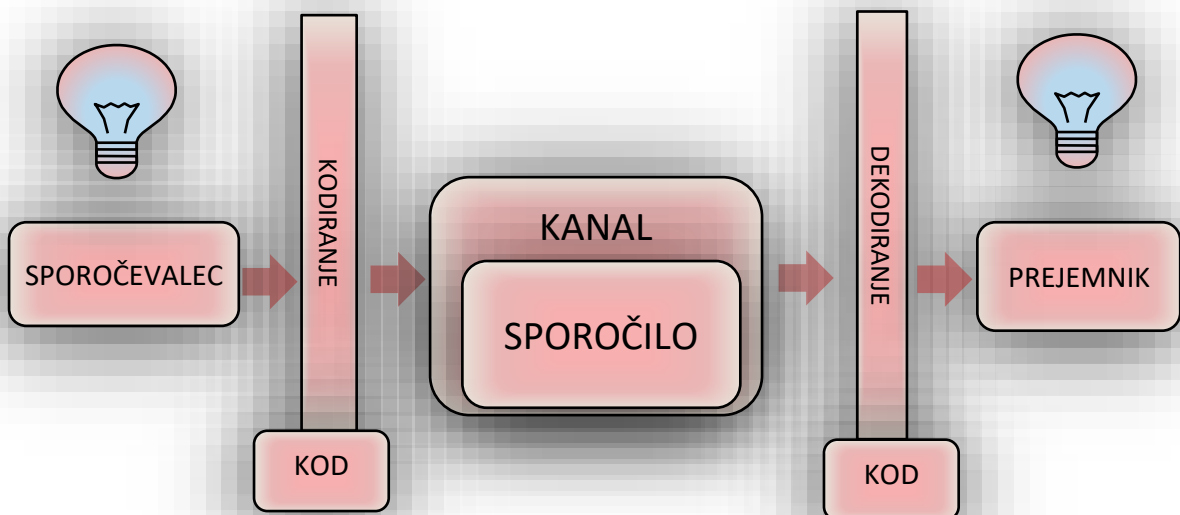 SPOROČEVALEC
KODIRANJE
KOD
KANAL
SPOROČILO
DEKODIRANJE
KOD
PREJEMNIK